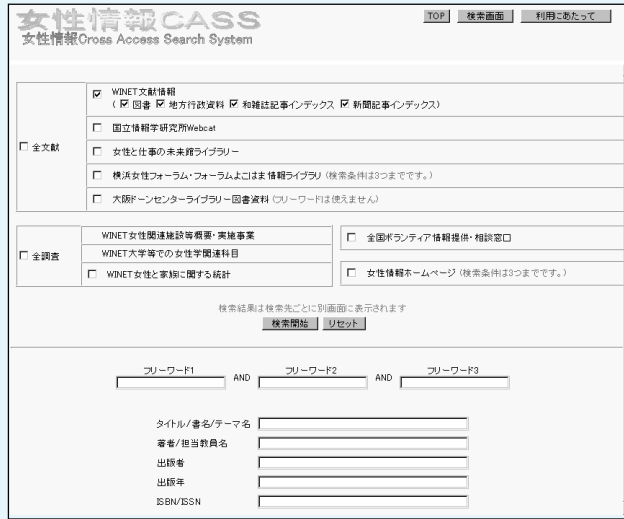 女性情報CASS
女性情報Cross Access Search System
TOP 検索画面 利用にあたって
WINET文献情報
( 図書 地方行政資料 和雑誌記事インデックス 新聞記事インデックス)
国立情報学研究所Webcat
全文献
女性と仕事の未来館ライブラリー
横浜女性フォーラム・フォーラムよこはま情報ライブラリ (検索条件は3つまでです。)
大阪ドーンセンターライブラリー図書資料 (フリーワードは使えません)
WINET女性関連施設等概要・実施事業
全国ボランティア情報提供・相談窓口
全調査
WINET大学等での女性学関連科目
WINET女性と家族に関する統計
女性情報ホームページ (検索条件は3つまでです。)
検索結果は検索先ごとに別画面に表示されます
検索開始 リセット
フリーワード1 AND フリーワード2 AND フリーワード3
タイトル/書名/テーマ名
著者/担当教員名
出版者
出版年
ISBN/ISSN